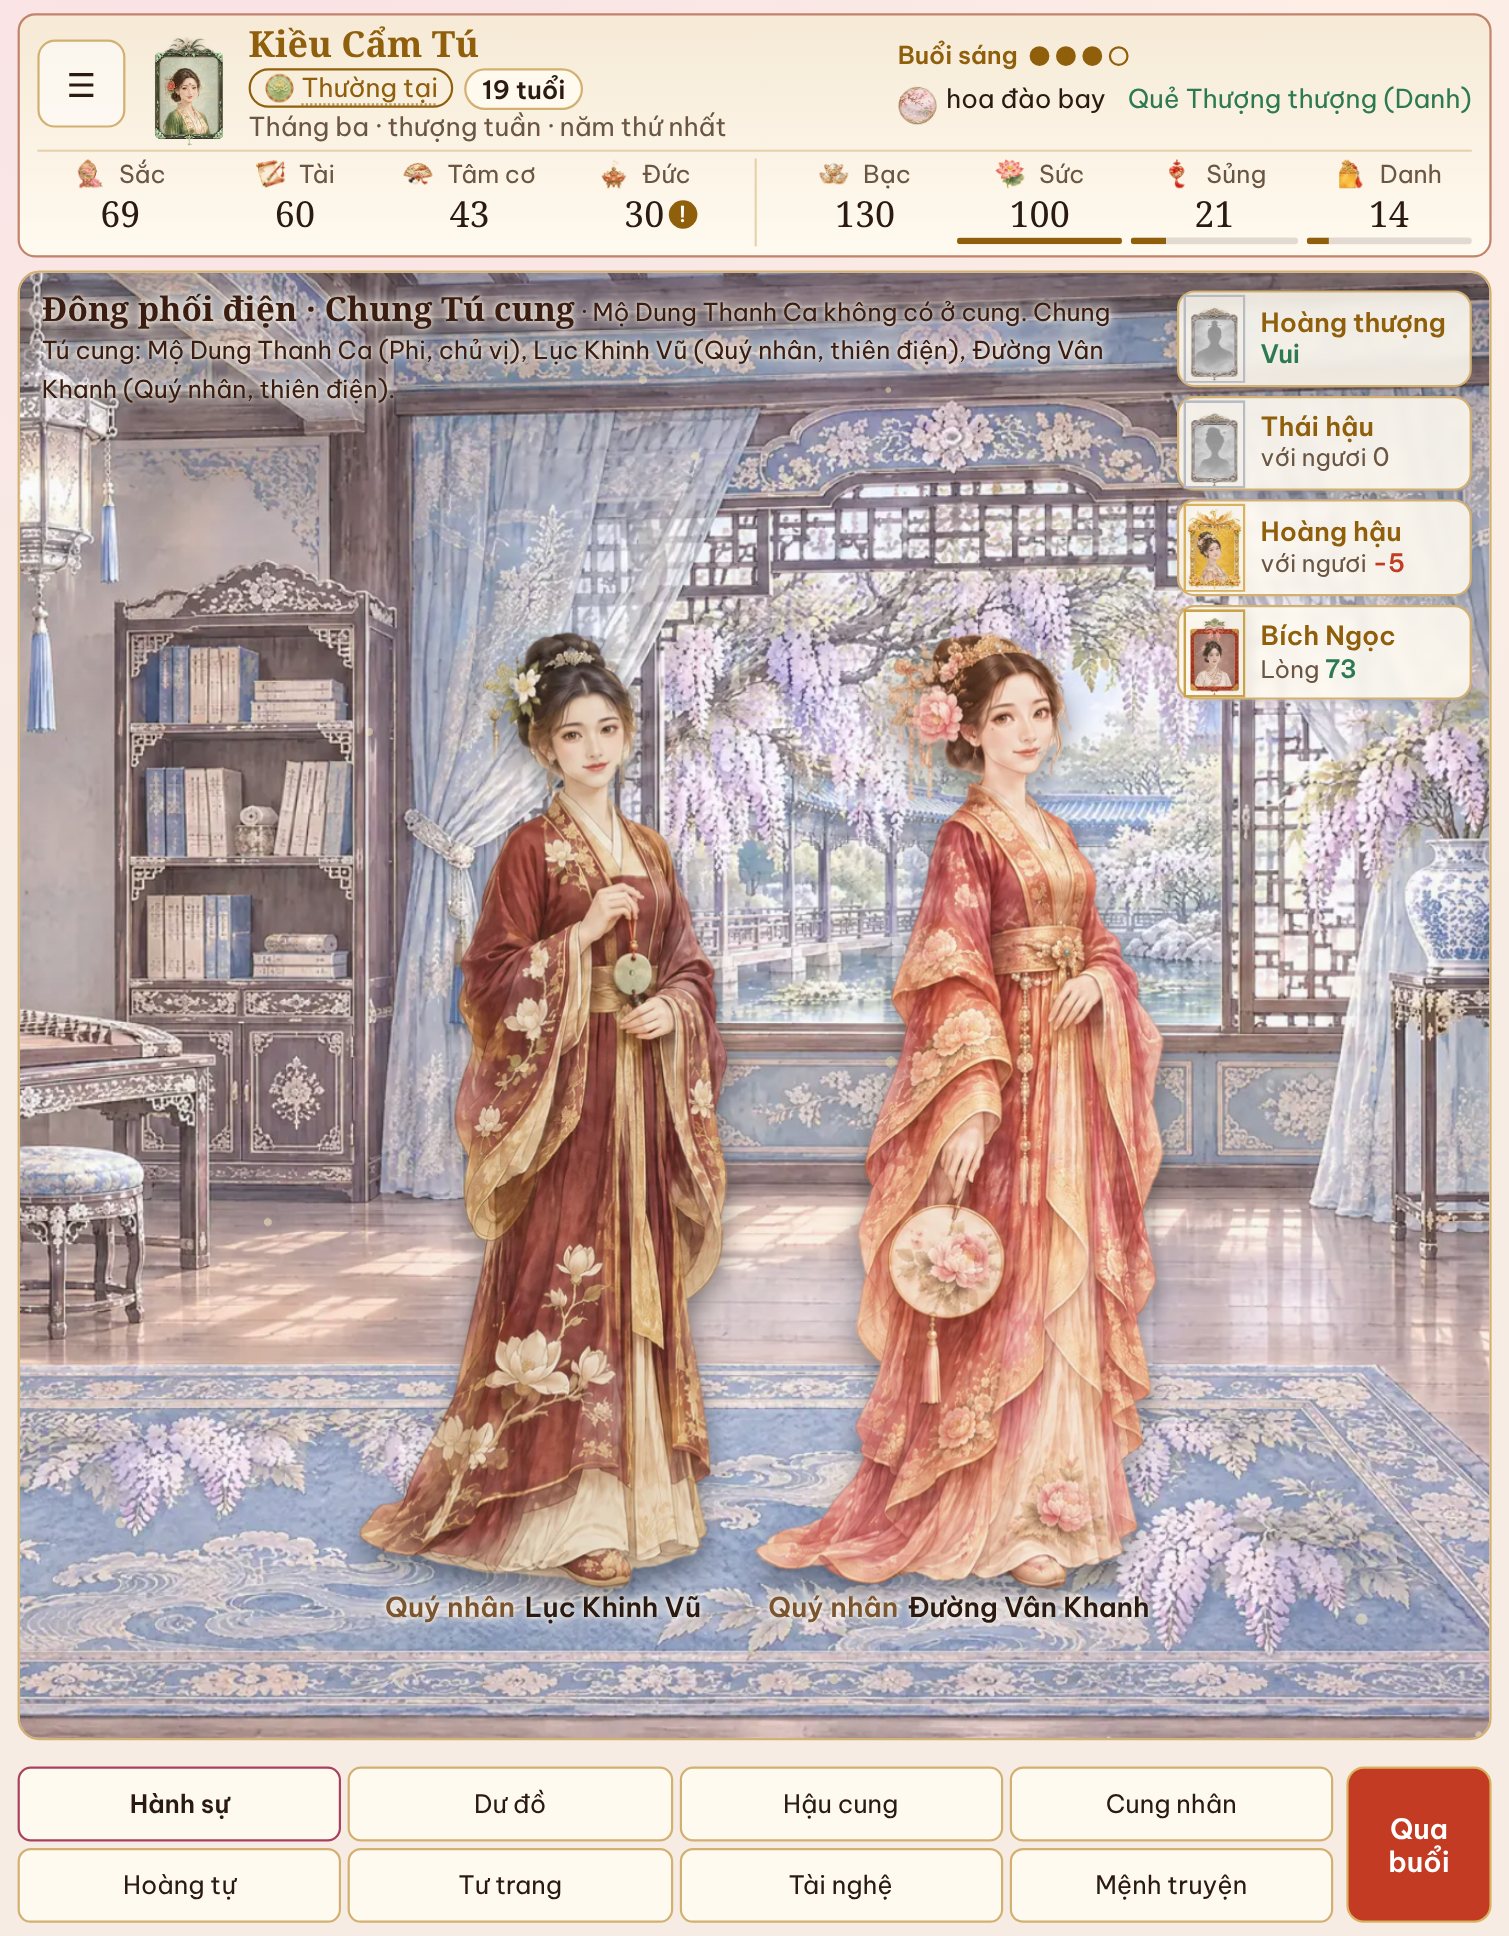 ☰
Kiều Cẩm Tú
Thường tại
19 tuổi
Tháng ba · thượng tuần · năm thứ nhất
Buổi sáng
hoa đào bay
Quẻ Thượng thượng (Danh)
Sắc
69
Tài
60
Tâm cơ
43
Đức
30 !
Bạc
130
Sức
100
Sủng
21
Danh
14
Đông phối điện · Chung Tú cung · Mộ Dung Thanh Ca không có ở cung. Chung
Tú cung: Mộ Dung Thanh Ca (Phi, chủ vị), Lục Khinh Vũ (Quý nhân, thiên điện), Đường Vân
Khanh (Quý nhân, thiên điện).
Hoàng thượng
Vui
Thái hậu
với ngươi 0
Hoàng hậu
với ngươi -5
Bích Ngọc
Lòng 73
Quý nhân Lục Khinh Vũ
Quý nhân Đường Vân Khanh
Hành sự
Dư đồ
Hậu cung
Cung nhân
Hoàng tự
Tư trang
Tài nghệ
Mệnh truyện
Qua
buổi